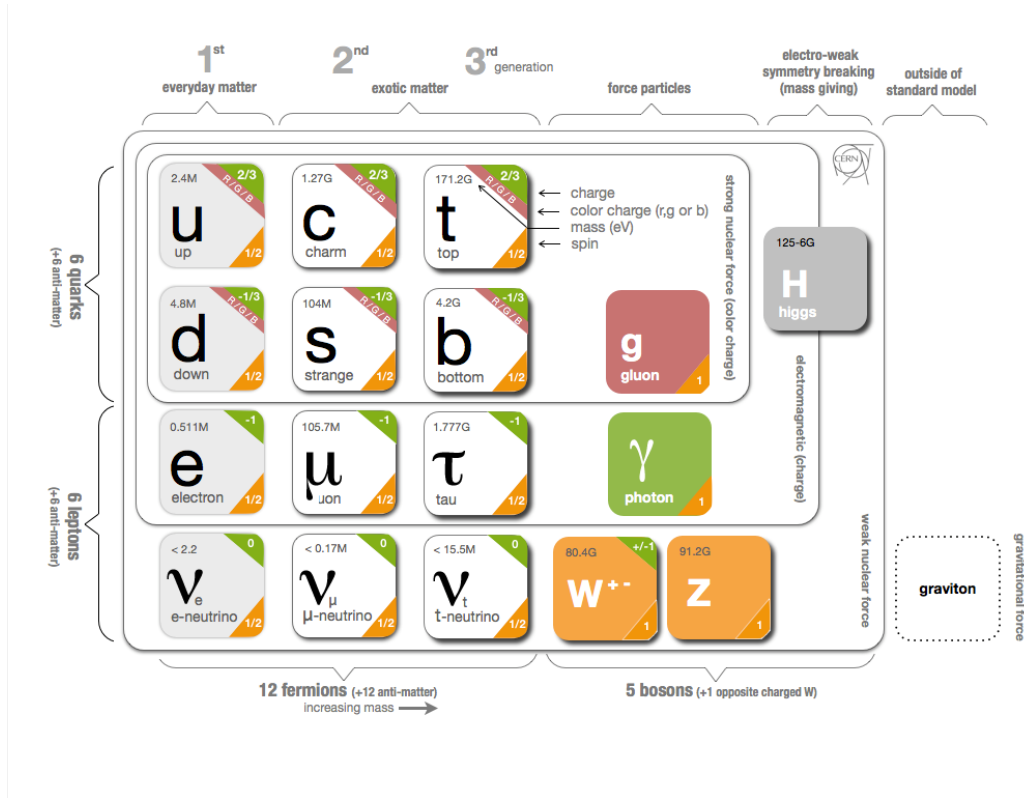 1st
everyday matter
2nd
exotic matter
3rd generation
force particles
electro-weak
symmetry breaking
(mass giving)
outside of
standard model
CERN
6 quarks
(+6 anti-matter)
2.4M
2/3
R/G/B
u
up
1/2
1.27G
2/3
R/G/B
c
charm
1/2
171.2G
2/3
R/G/B
t
top
1/2
charge
color charge (r,g or b)
mass (eV)
spin
strong nuclear force (color charge)
125-6G
H
higgs
4.8M
-1/3
R/G/B
d
down
1/2
104M
-1/3
R/G/B
s
strange
1/2
4.2G
-1/3
R/G/B
b
bottom
1/2
g
gluon
1
electromagnetic (charge)
6 leptons
(+6 anti-matter)
0.511M
-1
e
electron
1/2
105.7M
-1
μ
uon
1/2
1.777G
-1
τ
tau
1/2
γ
photon
1
weak nuclear force
< 2.2
0
νe
e-neutrino
1/2
< 0.17M
0
νμ
μ-neutrino
1/2
< 15.5M
0
νt
t-neutrino
1/2
80.4G
+/-1
W+-
1
91.2G
Z
1
graviton
gravitational force
12 fermions (+12 anti-matter)
increasing mass
5 bosons (+1 opposite charged W)